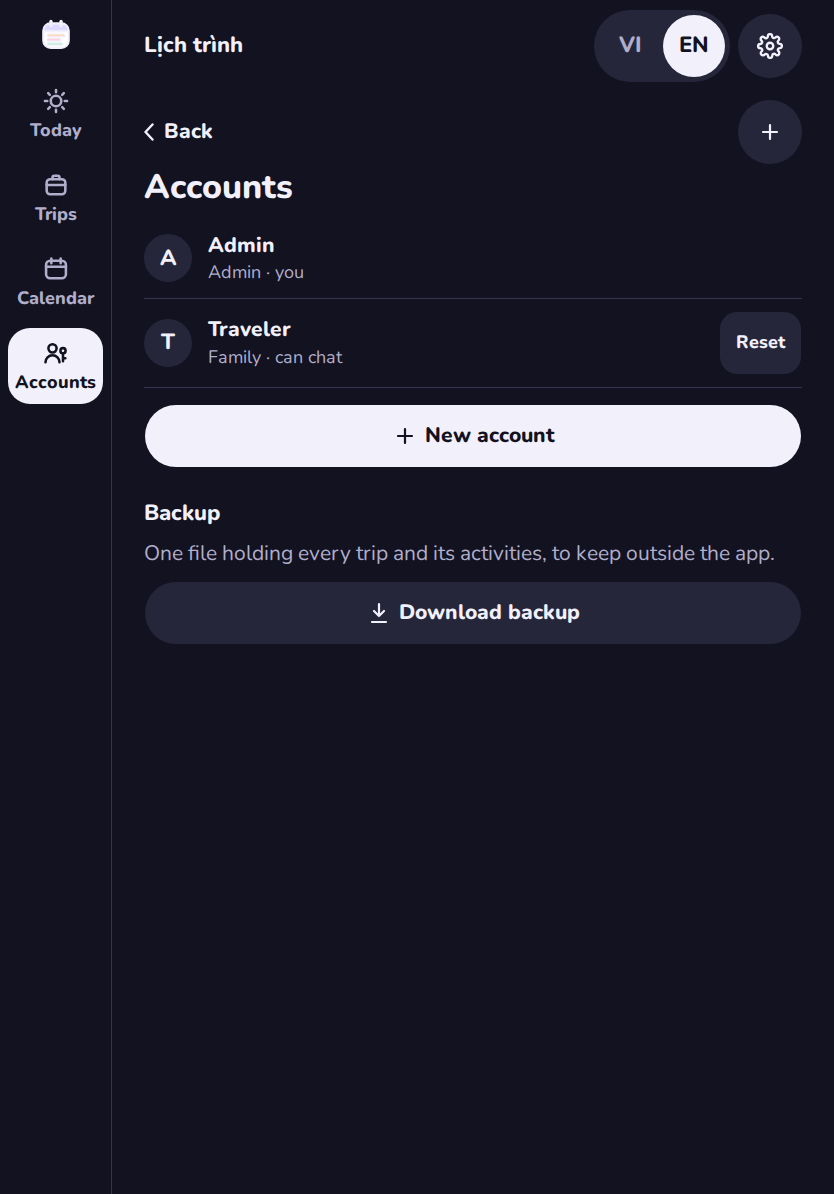 Lịch trình
VI
EN
Today
Trips
Calendar
Accounts
Back
Accounts
A
Admin
Admin · you
T
Traveler
Family · can chat
Reset
New account
Backup
One file holding every trip and its activities, to keep outside the app.
Download backup